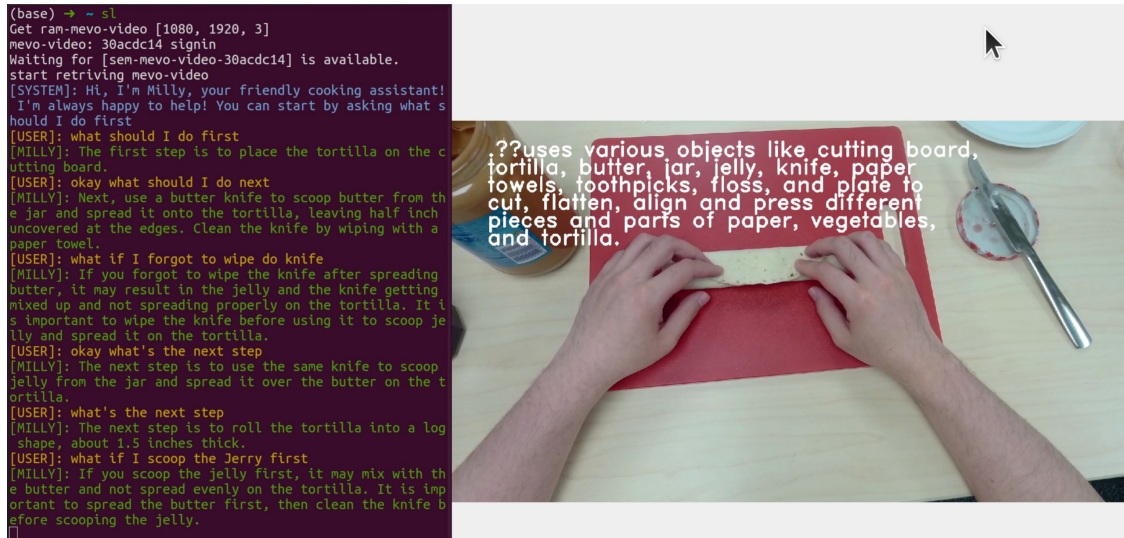 (base) → ~ sl
Get ram-mevo-video [1080, 1920, 3]
mevo-video: 30acdc14 signin
Waiting for [sem-mevo-video-30acdc14] is available.
start retriving mevo-video
[SYSTEM]: Hi, I'm Milly, your friendly cooking assistant!
 I'm always happy to help! You can start by asking what s
hould I do first
[USER]: what should I do first
[MILLY]: The first step is to place the tortilla on the c
utting board.
[USER]: okay what should I do next
[MILLY]: Next, use a butter knife to scoop butter from th
e jar and spread it onto the tortilla, leaving half inch
uncovered at the edges. Clean the knife by wiping with a
paper towel.
[USER]: what if I forgot to wipe do knife
[MILLY]: If you forgot to wipe the knife after spreading
butter, it may result in the jelly and the knife getting
mixed up and not spreading properly on the tortilla. It i
s important to wipe the knife before using it to scoop je
lly and spread it on the tortilla.
[USER]: okay what's the next step
[MILLY]: The next step is to use the same knife to scoop
jelly from the jar and spread it over the butter on the t
ortilla.
[USER]: what's the next step
[MILLY]: The next step is to roll the tortilla into a log
 shape, about 1.5 inches thick.
[USER]: what if I scoop the Jerry first
[MILLY]: If you scoop the jelly first, it may mix with th
e butter and not spread evenly on the tortilla. It is imp
ortant to spread the butter first, then clean the knife b
efore scooping the jelly.
.??uses various objects like cutting board,
tortilla, butter, jar, jelly, knife, paper
towels, toothpicks, floss, and plate to
cut, flatten, align and press different
pieces and parts of paper, vegetables,
and tortilla.